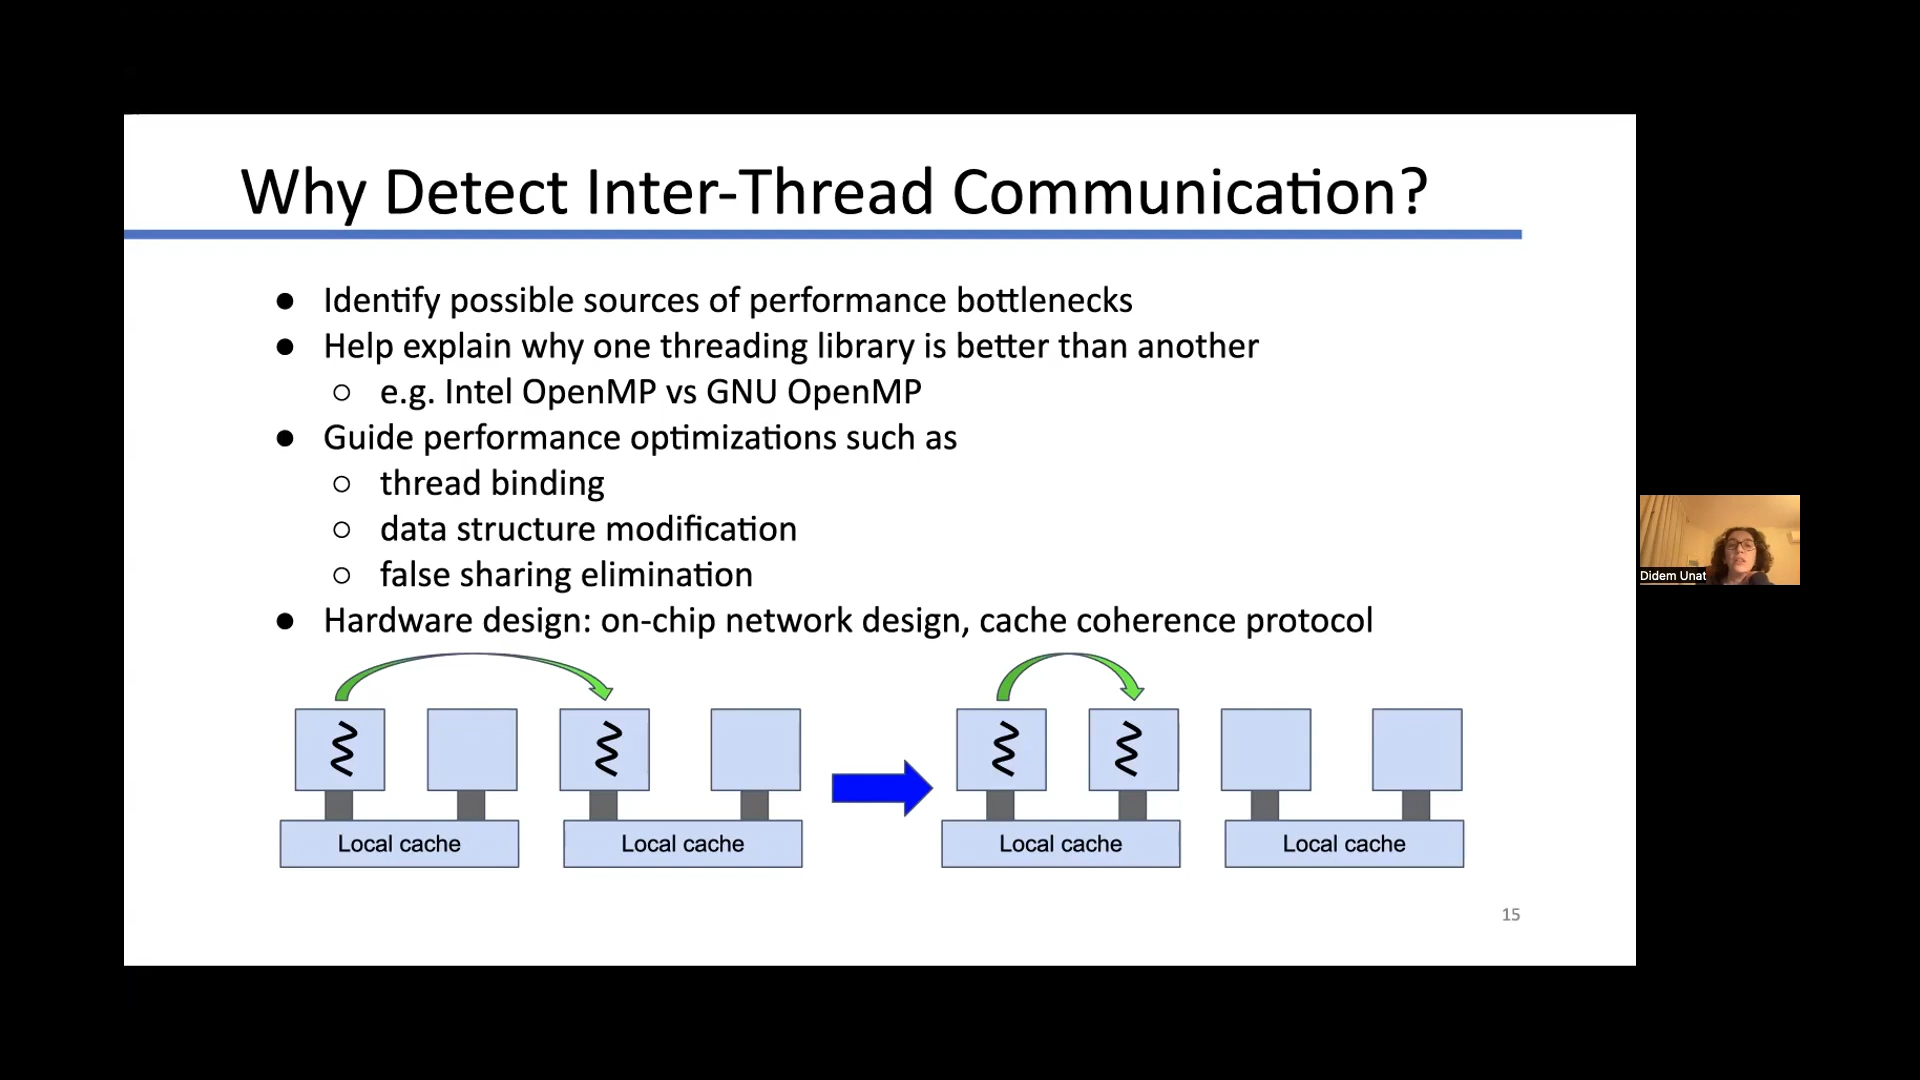 Why Detect Inter-Thread Communication?
● Identify possible sources of performance bottlenecks
● Help explain why one threading library is better than another
○ e.g. Intel OpenMP vs GNU OpenMP
● Guide performance optimizations such as
○ thread binding
○ data structure modification
○ false sharing elimination
● Hardware design: on-chip network design, cache coherence protocol
Local cache
Local cache
Local cache
Local cache
15
Didem Unat